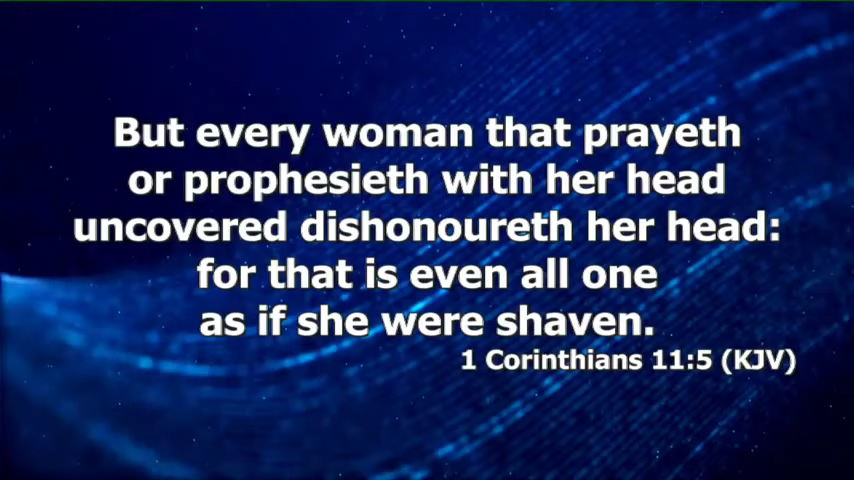 But every woman that prayeth
or prophesieth with her head
uncovered dishonoureth her head:
for that is even all one
as if she were shaven.
1 Corinthians 11:5 (KJV)